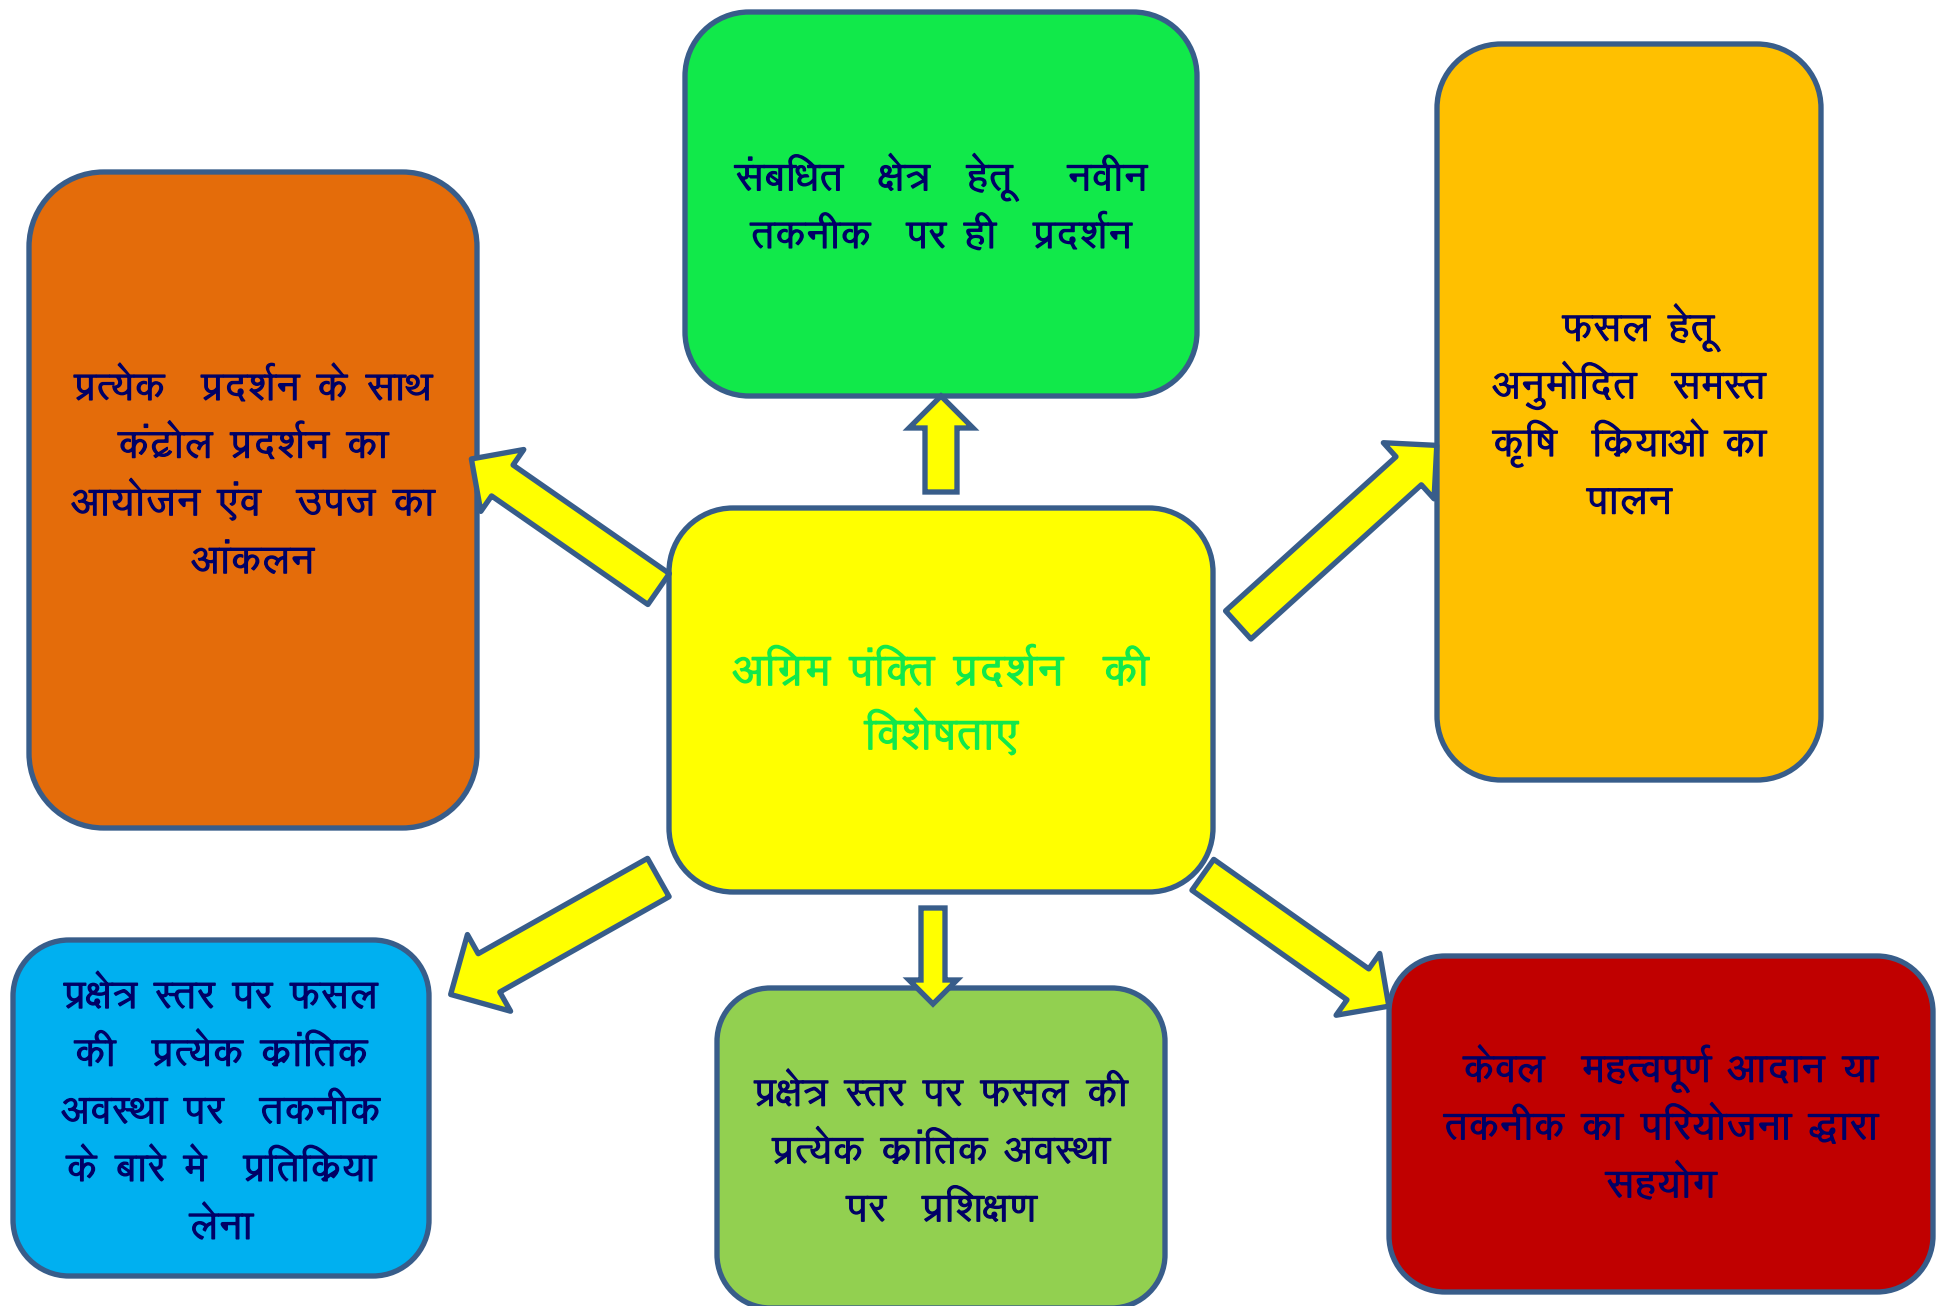 संबधित क्षेत्र हेतू नवीन
तकनीक पर ही प्रदर्शन
प्रत्येक प्रदर्शन के साथ
कंट्रोल प्रदर्शन का
आयोजन एंव उपज का
आंकलन
फसल हेतू
अनुमोदित समस्त
कृषि क्रियाओ का
पालन
अग्रिम पंक्ति प्रदर्शन की
विशेषताए
प्रक्षेत्र स्तर पर फसल
की प्रत्येक क्रांतिक
अवस्था पर तकनीक
के बारे मे प्रतिक्रिया
लेना
प्रक्षेत्र स्तर पर फसल की
प्रत्येक क्रांतिक अवस्था
पर प्रशिक्षण
केवल महत्वपूर्ण आदान या
तकनीक का परियोजना द्धारा
सहयोग